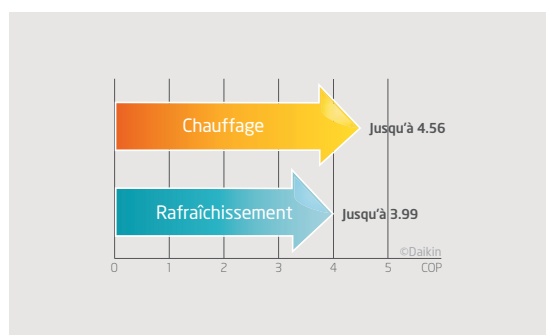 Chauffage
Jusqu'à 4.56
Rafraîchissement
Jusqu'à 3.99
©Daikin
0 1 2 3 4 5 COP